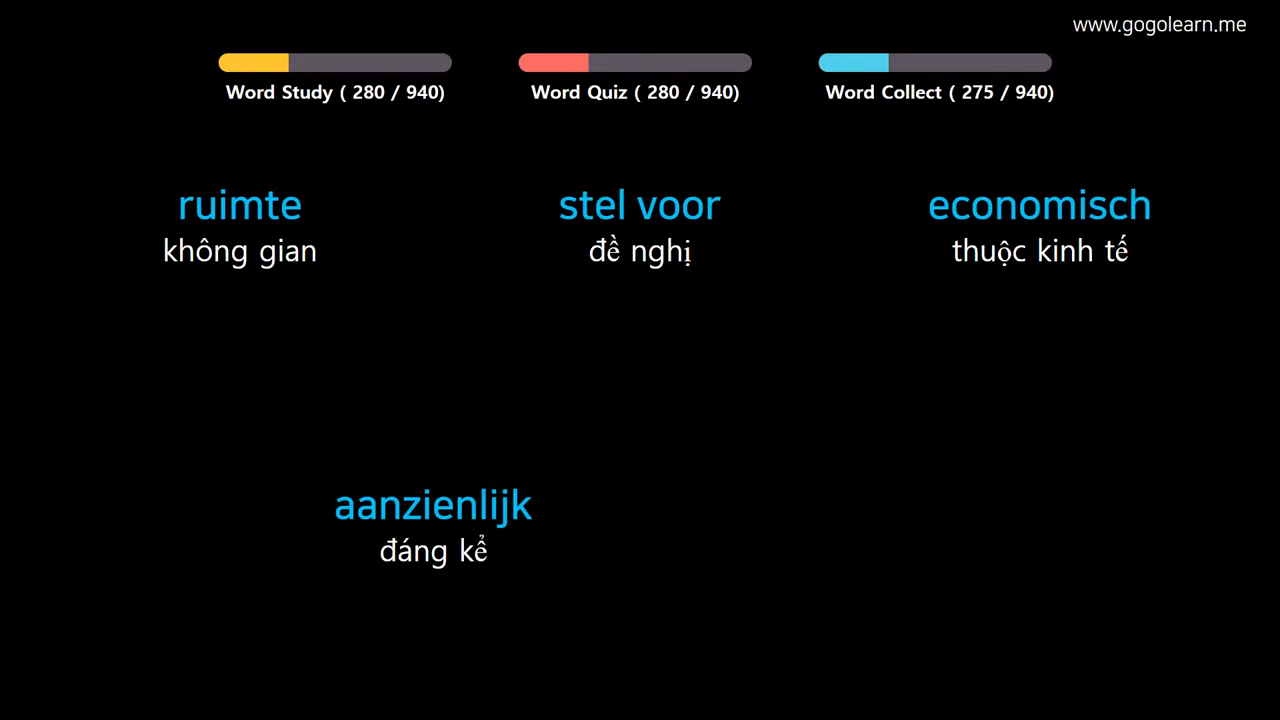 www.gogolearn.me
Word Study ( 280 / 940)
Word Quiz ( 280 / 940)
Word Collect ( 275 / 940)
ruimte
không gian
stel voor
đề nghị
economisch
thuộc kinh tế
aanzienlijk
đáng kể